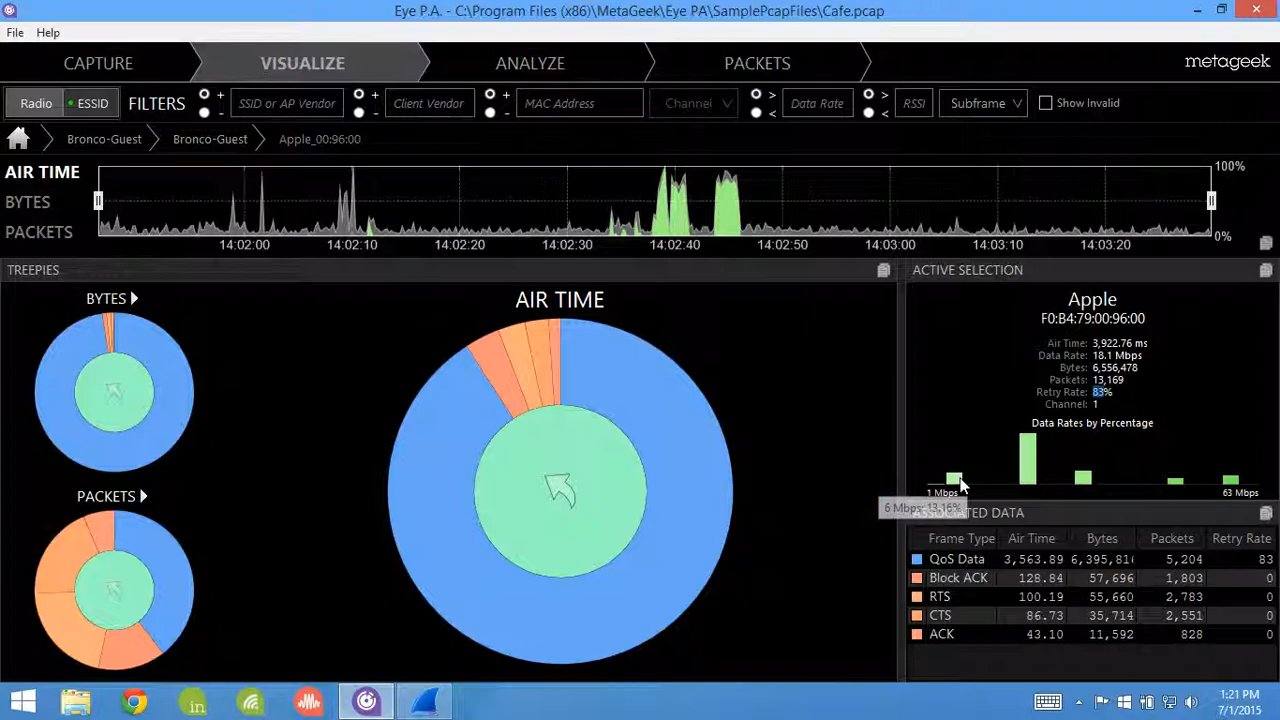 Eye P.A. - C:\Program Files (x86)\MetaGeek\Eye PA\SamplePcapFiles\Cafe.pcap
File Help
CAPTURE VISUALIZE ANALYZE PACKETS metageek
Radio ESSID FILTERS + - SSID or AP Vendor + - Client Vendor + - MAC Address Channel > < Data Rate > < RSSI Subframe Show Invalid
Bronco-Guest Bronco-Guest Apple_00:96:00
AIR TIME 100%
BYTES
PACKETS 0%
14:02:00 14:02:10 14:02:20 14:02:30 14:02:40 14:02:50 14:03:00 14:03:10 14:03:20
TREEPIES ACTIVE SELECTION
BYTES
AIR TIME
PACKETS
Apple
F0:B4:79:00:96:00
Air Time: 3,922.76 ms
Data Rate: 18.1 Mbps
Bytes: 6,556,478
Packets: 13,169
Retry Rate: 83%
Channel: 1
Data Rates by Percentage
1 Mbps 63 Mbps
6 Mbps: 13.16%
ASSOCIATED DATA
Frame Type Air Time Bytes Packets Retry Rate
QoS Data 3,563.89 6,395,816 5,204 83
Block ACK 128.84 57,696 1,803 0
RTS 100.19 55,660 2,783 0
CTS 86.73 35,714 2,551 0
ACK 43.10 11,592 828 0
in
1:21 PM
7/1/2015